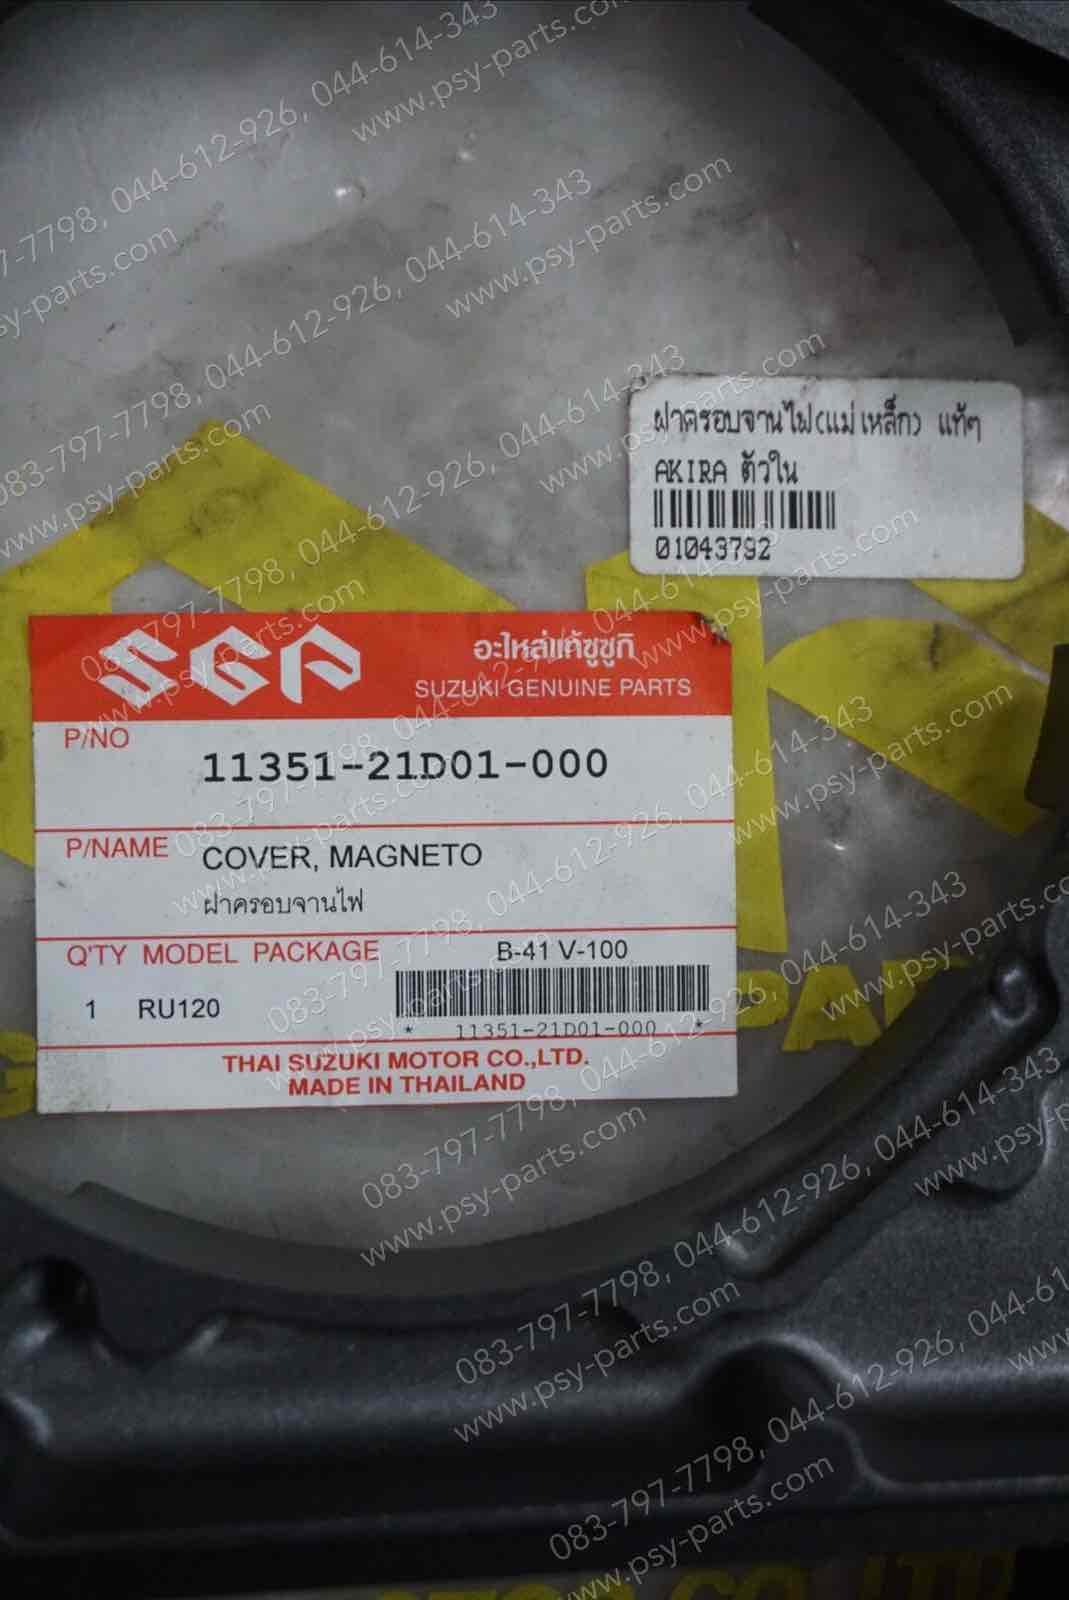 ฝาครอบจานไฟ(แม่เหล็ก) แท้ๆ
AKIRA ตัวใน
01043792
SGP
อะไหล่แท้ซูซูกิ
SUZUKI GENUINE PARTS
P/NO
11351-21D01-000
P/NAME
COVER, MAGNETO
ฝาครอบจานไฟ
Q'TY MODEL PACKAGE B-41 V-100
1 RU120
* 11351-21D01-000 *
THAI SUZUKI MOTOR CO.,LTD.
MADE IN THAILAND
083-797-7798, 044-612-926, 044-614-343
www.psy-parts.com